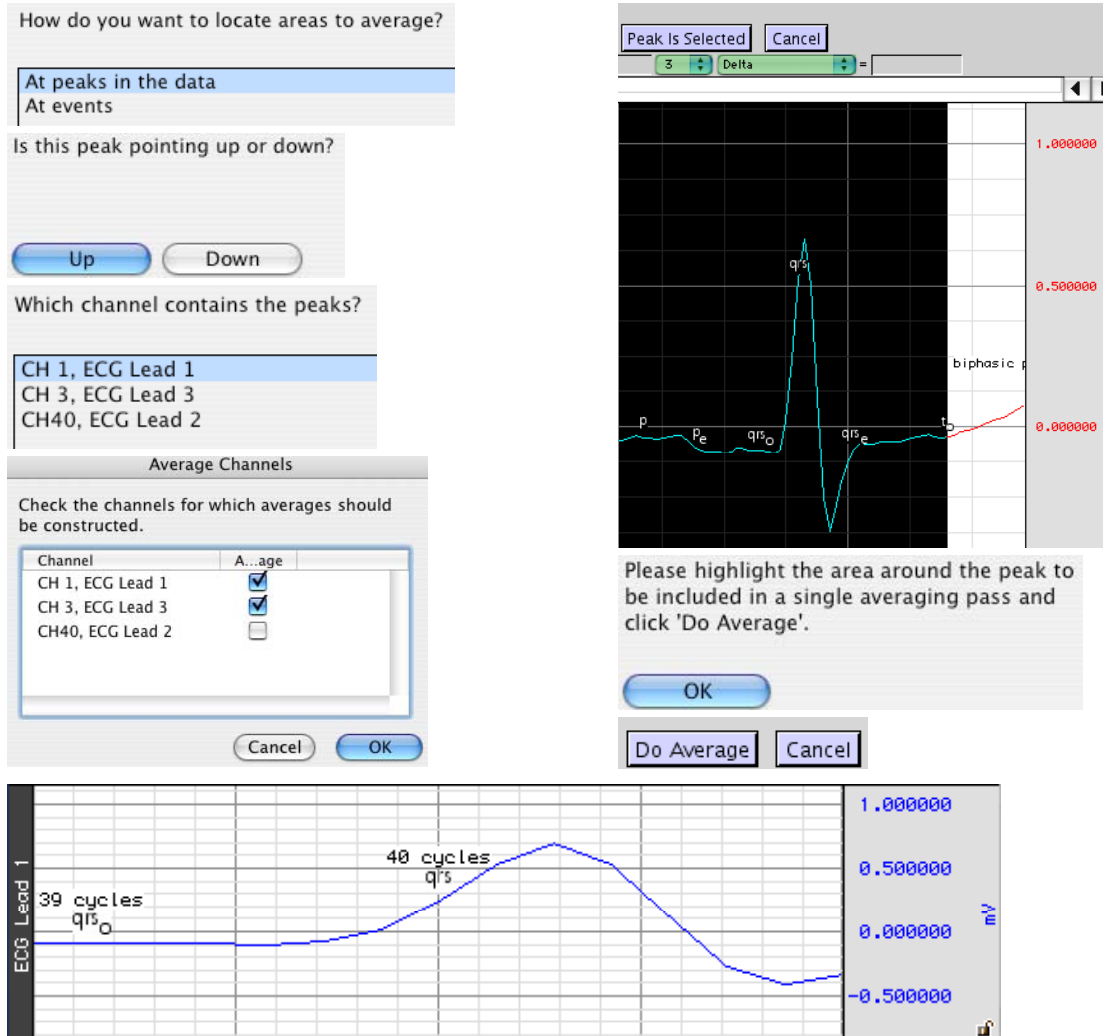 How do you want to locate areas to average?
At peaks in the data
At events
Is this peak pointing up or down?
Up Down
Which channel contains the peaks?
CH 1, ECG Lead 1
CH 3, ECG Lead 3
CH40, ECG Lead 2
Average Channels
Check the channels for which averages should
be constructed.
Channel A...age
CH 1, ECG Lead 1
CH 3, ECG Lead 3
CH40, ECG Lead 2
Cancel OK
Peak Is Selected Cancel
3 Delta =
1.000000
qrs
0.500000
biphasic p
p pe qrso qrse to 0.000000
Please highlight the area around the peak to
be included in a single averaging pass and
click 'Do Average'.
OK
Do Average Cancel
ECG Lead 1
39 cycles
qrso
40 cycles
qrs
1.000000
0.500000
0.000000
-0.500000
mV